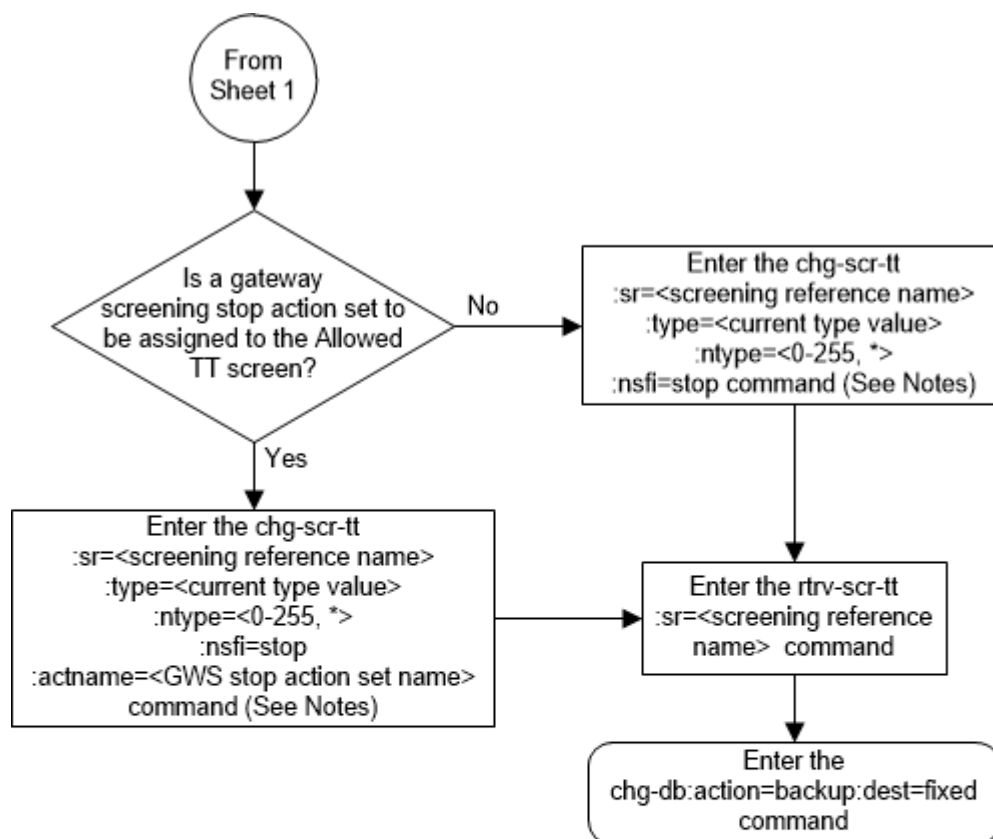 From
Sheet 1
Is a gateway
screening stop action set to
be assigned to the Allowed
TT screen?
No
Enter the chg-scr-tt
:sr=<screening reference name>
:type=<current type value>
:ntype=<0-255, *>
:nsfi=stop command (See Notes)
Yes
Enter the chg-scr-tt
:sr=<screening reference name>
:type=<current type value>
:ntype=<0-255, *>
:nsfi=stop
:actname=<GWS stop action set name>
command (See Notes)
Enter the rtrv-scr-tt
:sr=<screening reference
name> command
Enter the
chg-db:action=backup:dest=fixed
command